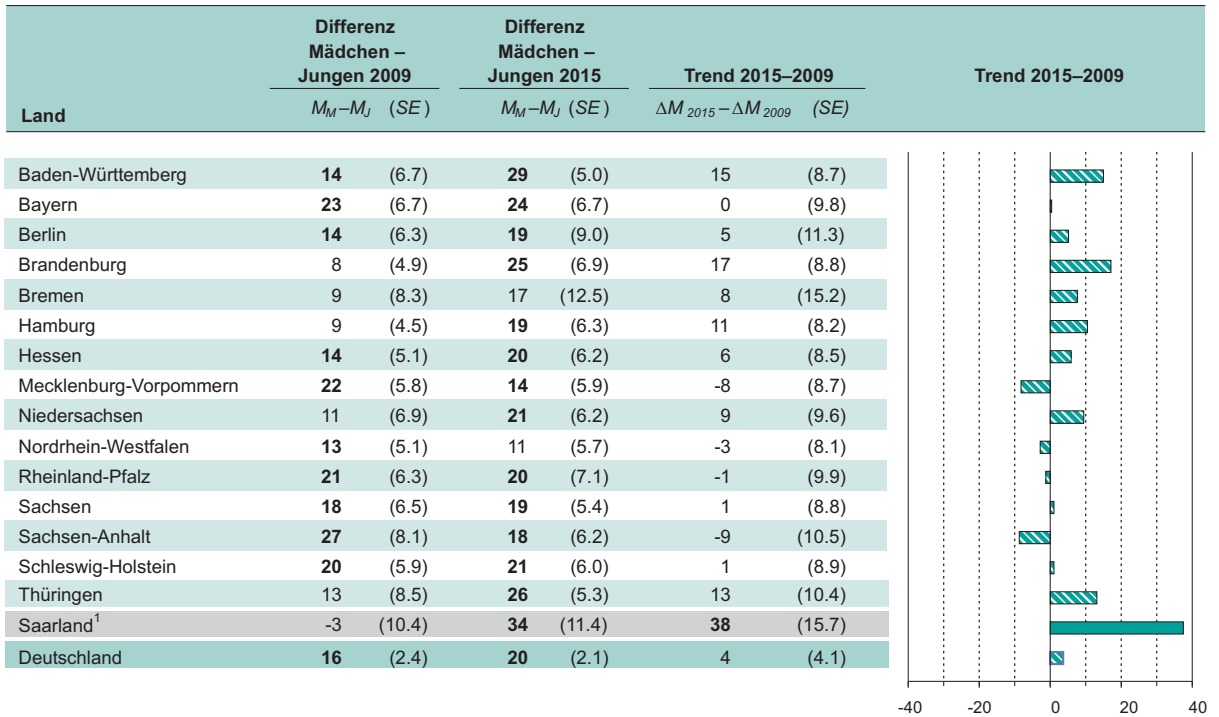 Differenz Differenz
Mädchen – Mädchen –
Jungen 2009 Jungen 2015 Trend 2015–2009 Trend 2015–2009
Land M_M–M_J (SE) M_M–M_J (SE) ΔM 2015–ΔM 2009 (SE)
Baden-Württemberg 14 (6.7) 29 (5.0) 15 (8.7)
Bayern 23 (6.7) 24 (6.7) 0 (9.8)
Berlin 14 (6.3) 19 (9.0) 5 (11.3)
Brandenburg 8 (4.9) 25 (6.9) 17 (8.8)
Bremen 9 (8.3) 17 (12.5) 8 (15.2)
Hamburg 9 (4.5) 19 (6.3) 11 (8.2)
Hessen 14 (5.1) 20 (6.2) 6 (8.5)
Mecklenburg-Vorpommern 22 (5.8) 14 (5.9) -8 (8.7)
Niedersachsen 11 (6.9) 21 (6.2) 9 (9.6)
Nordrhein-Westfalen 13 (5.1) 11 (5.7) -3 (8.1)
Rheinland-Pfalz 21 (6.3) 20 (7.1) -1 (9.9)
Sachsen 18 (6.5) 19 (5.4) 1 (8.8)
Sachsen-Anhalt 27 (8.1) 18 (6.2) -9 (10.5)
Schleswig-Holstein 20 (5.9) 21 (6.0) 1 (8.9)
Thüringen 13 (8.5) 26 (5.3) 13 (10.4)
Saarland¹ -3 (10.4) 34 (11.4) 38 (15.7)
Deutschland 16 (2.4) 20 (2.1) 4 (4.1)
-40 -20 0 20 40